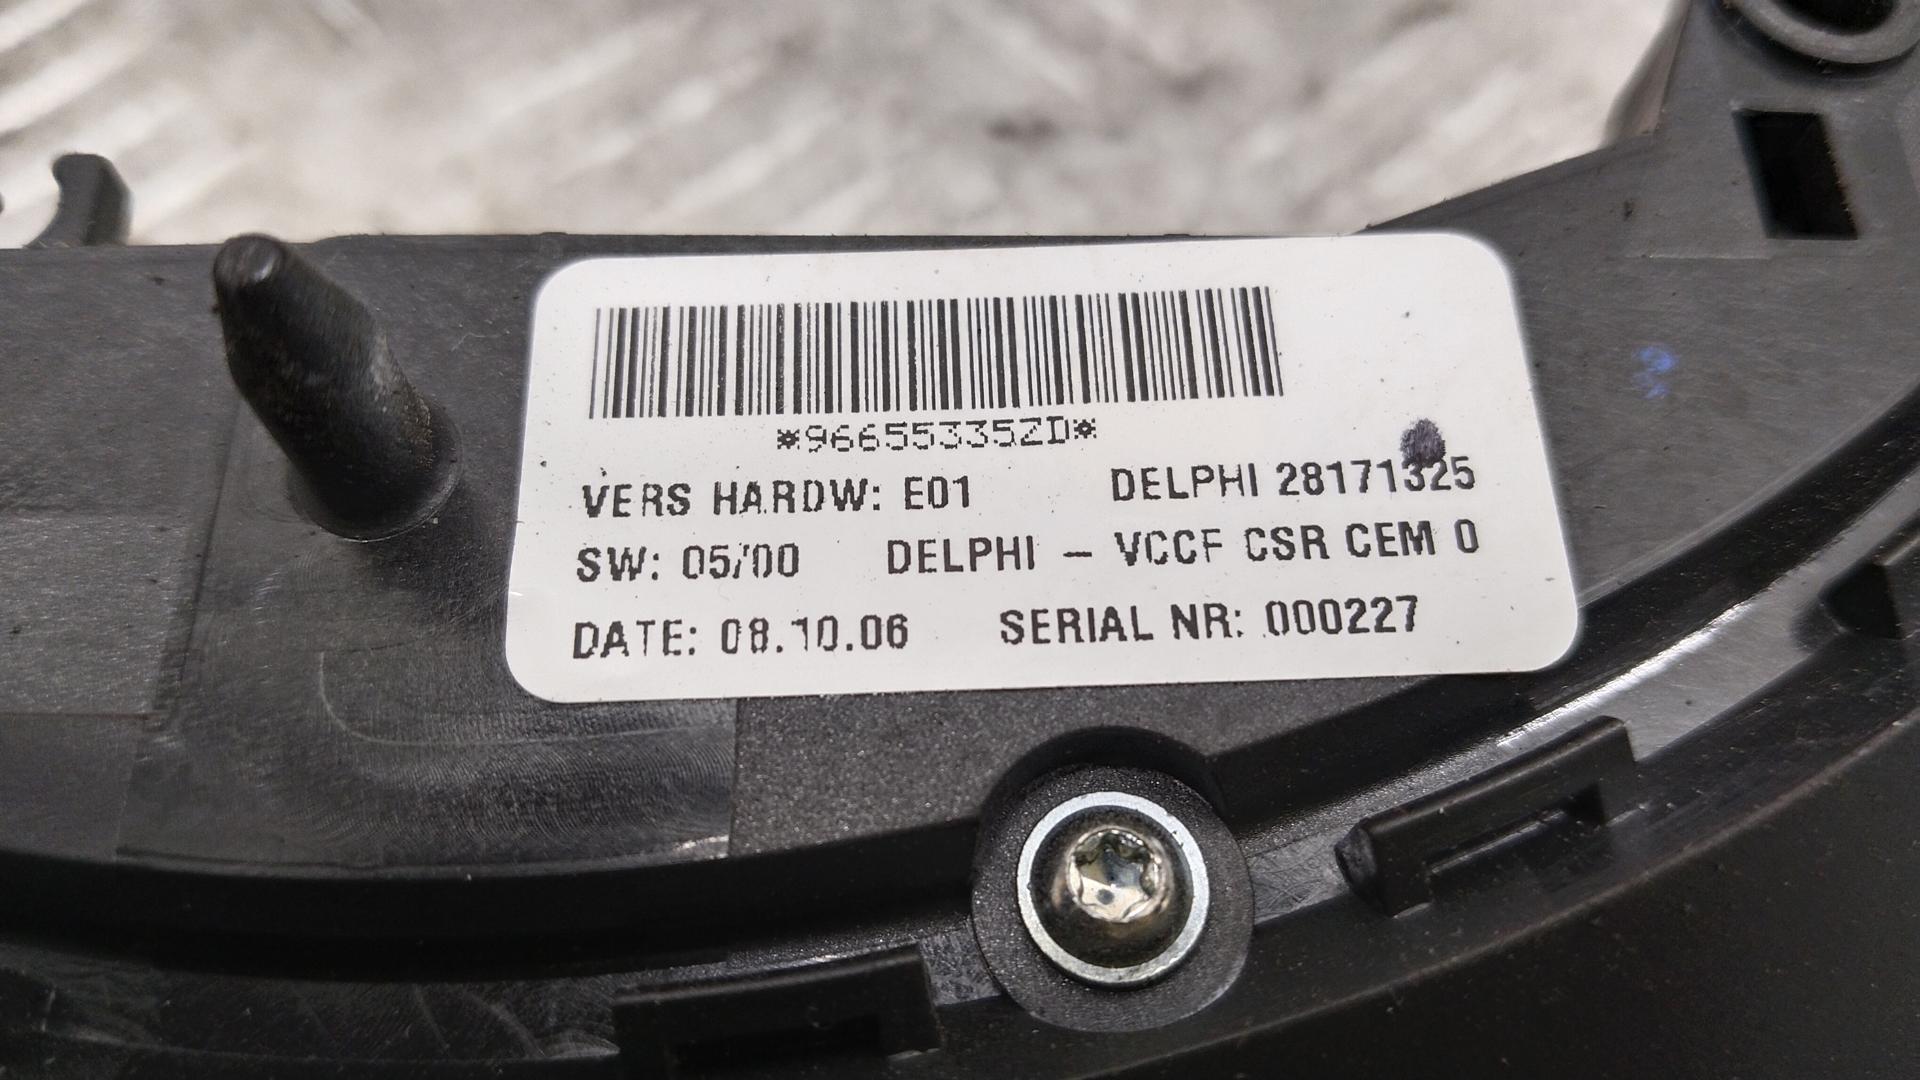 *96655335ZD*
VERS HARDW: E01 DELPHI 28171325
SW: 05/00 DELPHI – VCCF CSR CEM 0
DATE: 08.10.06 SERIAL NR: 000227